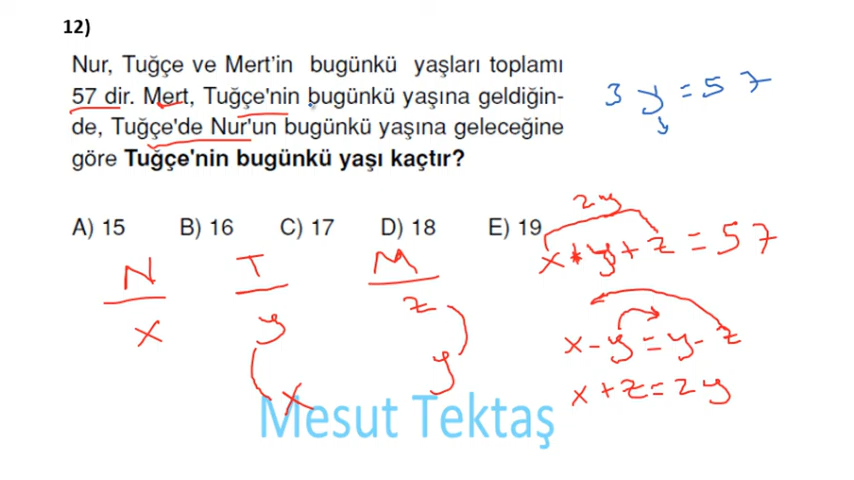 12)
Nur, Tuğçe ve Mert'in bugünkü yaşları toplamı
57 dir. Mert, Tuğçe'nin bugünkü yaşına geldiğin-
de, Tuğçe'de Nur'un bugünkü yaşına geleceğine
göre Tuğçe'nin bugünkü yaşı kaçtır?
3y = 57
A) 15 B) 16 C) 17 D) 18 E) 19
2y
x + y + z = 57
N T M
x y z
x - y = y - z
x y
x + z = 2y
Mesut Tektaş